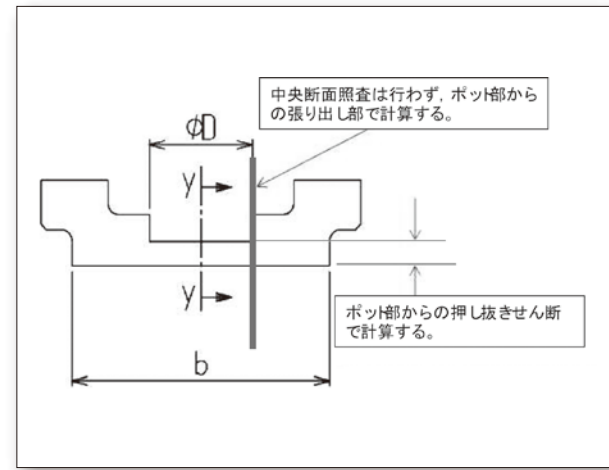 中央断面照査は行わず, ポット部から
の張り出し部で計算する。
φD
y
y
ポット部からの押し抜きせん断
で計算する。
b